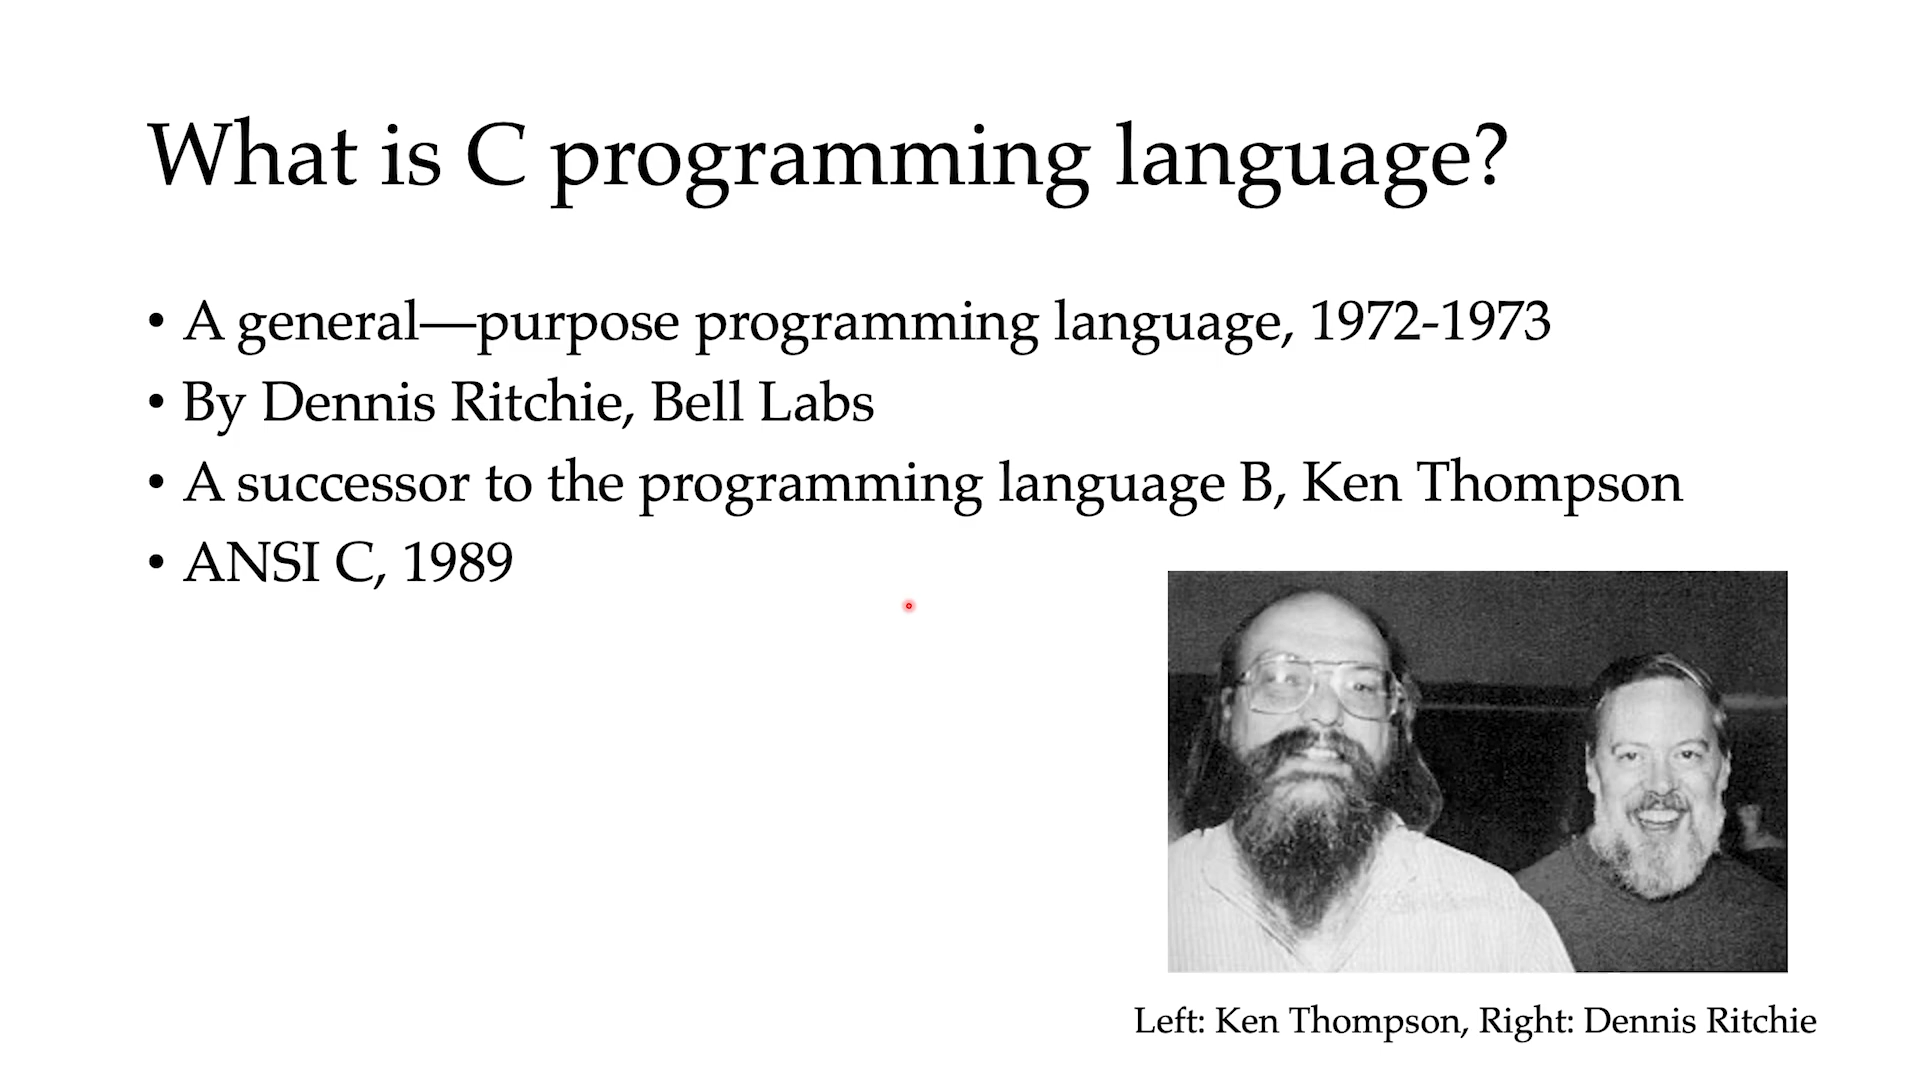 What is C programming language?
• A general—purpose programming language, 1972-1973
• By Dennis Ritchie, Bell Labs
• A successor to the programming language B, Ken Thompson
• ANSI C, 1989
Left: Ken Thompson, Right: Dennis Ritchie